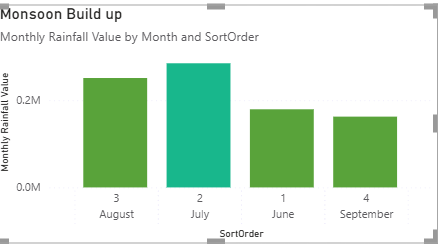 Monsoon Build up
Monthly Rainfall Value by Month and SortOrder
Monthly Rainfall Value
0.2M
0.0M
3 2 1 4
August July June September
SortOrder